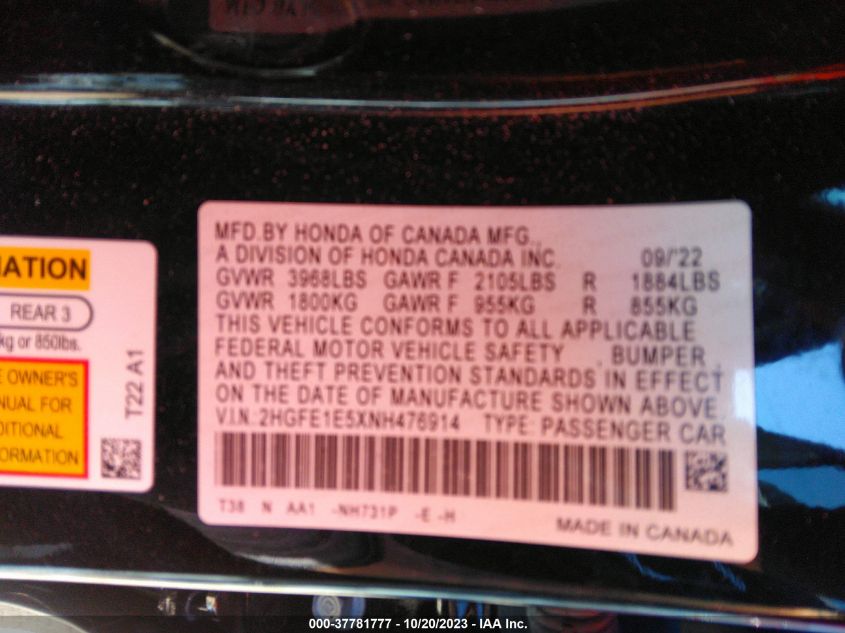 MATION
REAR 3
kg or 850lbs.
E OWNER'S
NUAL FOR
DITIONAL
FORMATION
T22 A1
MFD.BY HONDA OF CANADA MFG.,
A DIVISION OF HONDA CANADA INC. 09/'22
GVWR 3968LBS GAWR F 2105LBS R 1884LBS
GVWR 1800KG GAWR F 955KG R 855KG
THIS VEHICLE CONFORMS TO ALL APPLICABLE
FEDERAL MOTOR VEHICLE SAFETY , BUMPER ,
AND THEFT PREVENTION STANDARDS IN EFFECT
ON THE DATE OF MANUFACTURE SHOWN ABOVE.
V.I.N.:2HGFE1E5XNH476914 TYPE: PASSENGER CAR
T38 N AA1 -NH731P -E -H
MADE IN CANADA
000-37781777 - 10/20/2023 - IAA Inc.